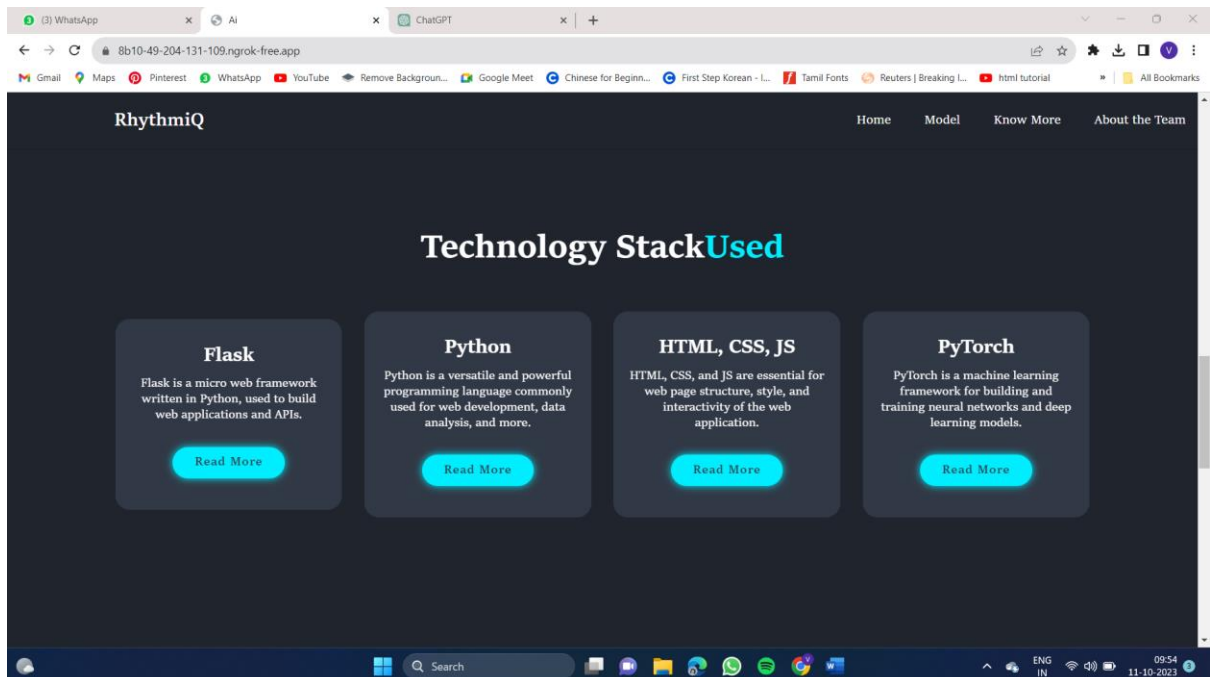 (3) WhatsApp
Ai
ChatGPT
8b10-49-204-131-109.ngrok-free.app
Gmail
Maps
Pinterest
WhatsApp
YouTube
Remove Backgroun...
Google Meet
Chinese for Beginn...
First Step Korean - I...
Tamil Fonts
Reuters | Breaking I...
html tutorial
»
All Bookmarks
RhythmiQ
Home
Model
Know More
About the Team
Technology StackUsed
Flask
Flask is a micro web framework
written in Python, used to build
web applications and APIs.
Read More
Python
Python is a versatile and powerful
programming language commonly
used for web development, data
analysis, and more.
Read More
HTML, CSS, JS
HTML, CSS, and JS are essential for
web page structure, style, and
interactivity of the web
application.
Read More
PyTorch
PyTorch is a machine learning
framework for building and
training neural networks and deep
learning models.
Read More
Search
ENG
IN
09:54
11-10-2023
3